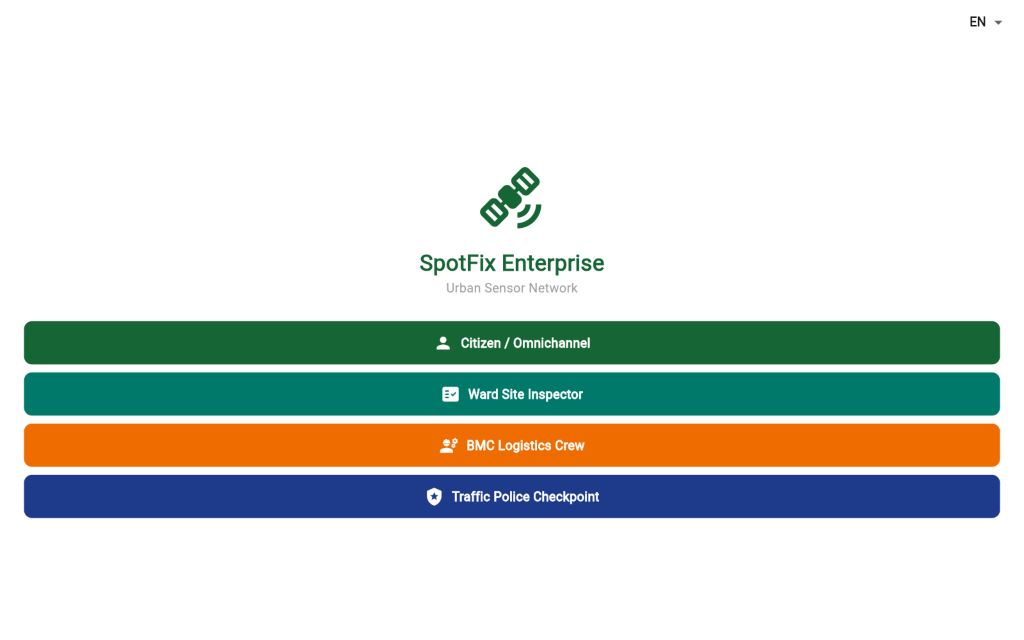 EN
SpotFix Enterprise
Urban Sensor Network
Citizen / Omnichannel
Ward Site Inspector
BMC Logistics Crew
Traffic Police Checkpoint